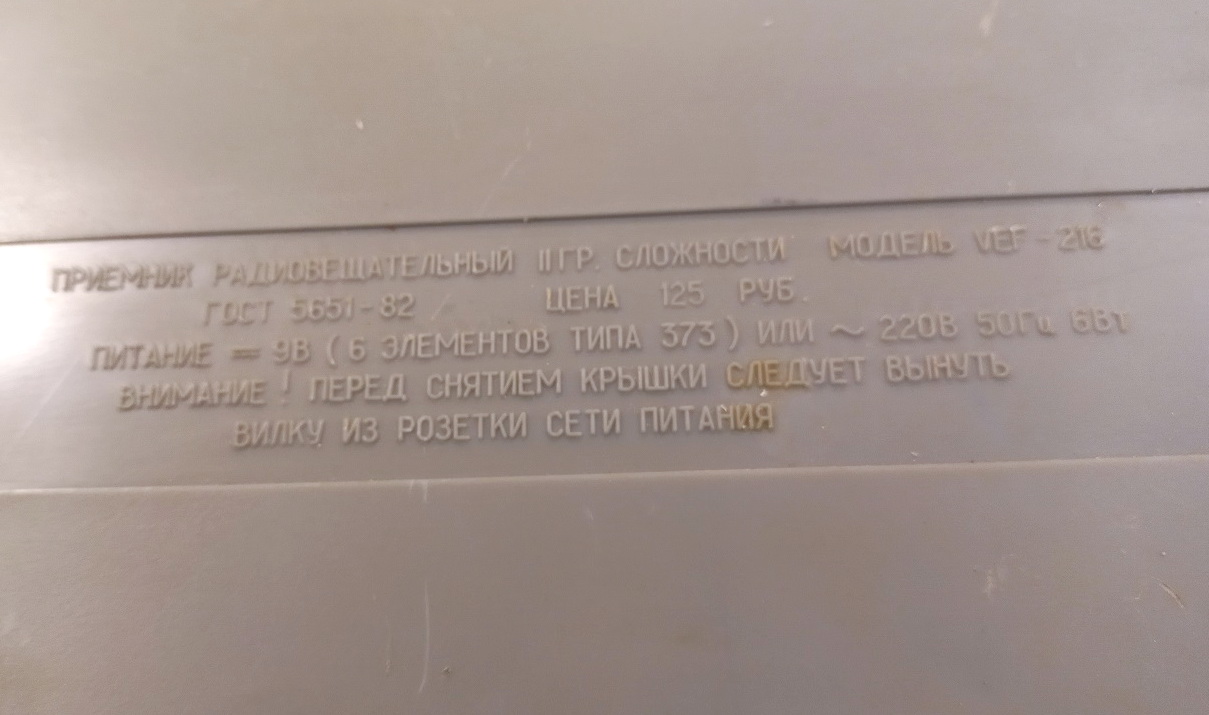 ПРИЕМНИК РАДИОВЕЩАТЕЛЬНЫЙ II ГР. СЛОЖНОСТИ МОДЕЛЬ VEF-216
ГОСТ 5651-82 ЦЕНА 125 РУБ.
ПИТАНИЕ = 9В (6 ЭЛЕМЕНТОВ ТИПА 373) ИЛИ ~ 220В 50Гц 6Вт
ВНИМАНИЕ! ПЕРЕД СНЯТИЕМ КРЫШКИ СЛЕДУЕТ ВЫНУТЬ
ВИЛКУ ИЗ РОЗЕТКИ СЕТИ ПИТАНИЯ